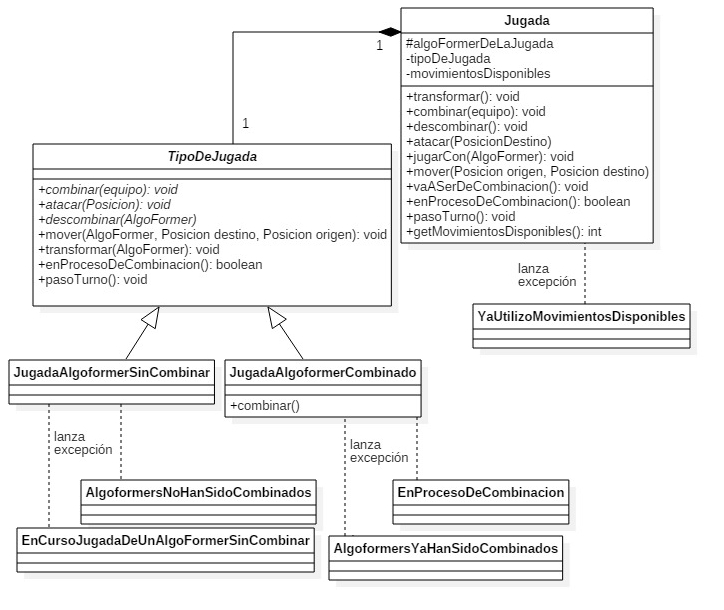 Jugada
#algoFormerDeLaJugada
-tipoDeJugada
-movimientosDisponibles
+transformar(): void
+combinar(equipo): void
+descombinar(): void
+atacar(PosicionDestino)
+jugarCon(AlgoFormer): void
+mover(Posicion origen, Posicion destino)
+vaASerDeCombinacion(): void
+enProcesoDeCombinacion(): boolean
+pasoTurno(): void
+getMovimientosDisponibles(): int
1
1
TipoDeJugada
+combinar(equipo): void
+atacar(Posicion): void
+descombinar(AlgoFormer)
+mover(AlgoFormer, Posicion destino, Posicion origen): void
+transformar(AlgoFormer): void
+enProcesoDeCombinacion(): boolean
+pasoTurno(): void
lanza
excepción
YaUtilizoMovimientosDisponibles
JugadaAlgoformerSinCombinar
JugadaAlgoformerCombinado
+combinar()
lanza
excepción
lanza
excepción
AlgoformersNoHanSidoCombinados
EnProcesoDeCombinacion
EnCursoJugadaDeUnAlgoFormerSinCombinar
AlgoformersYaHanSidoCombinados